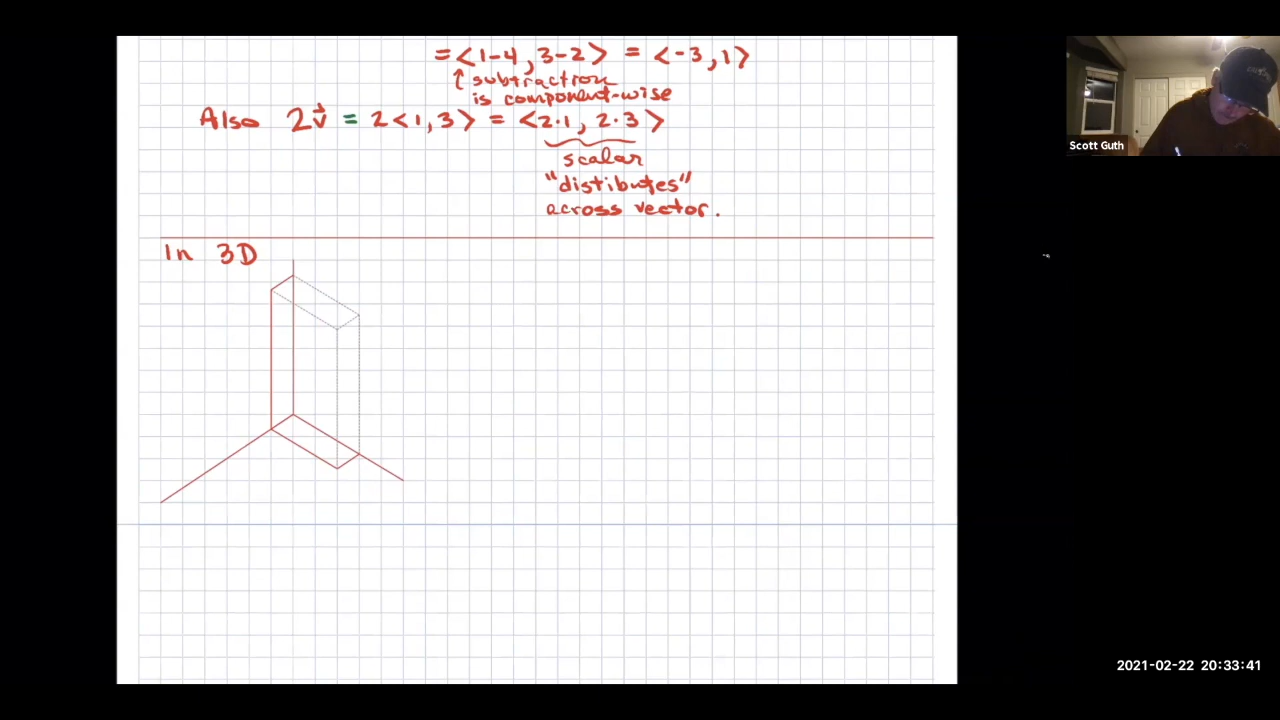 = <1-4, 3-2> = <-3, 1>
↑ subtraction
is component-wise
Also 2v⃗ = 2<1, 3> = <2·1, 2·3>
scalar
"distibutes"
across vector.
In 3D
Scott Guth
2021-02-22 20:33:41